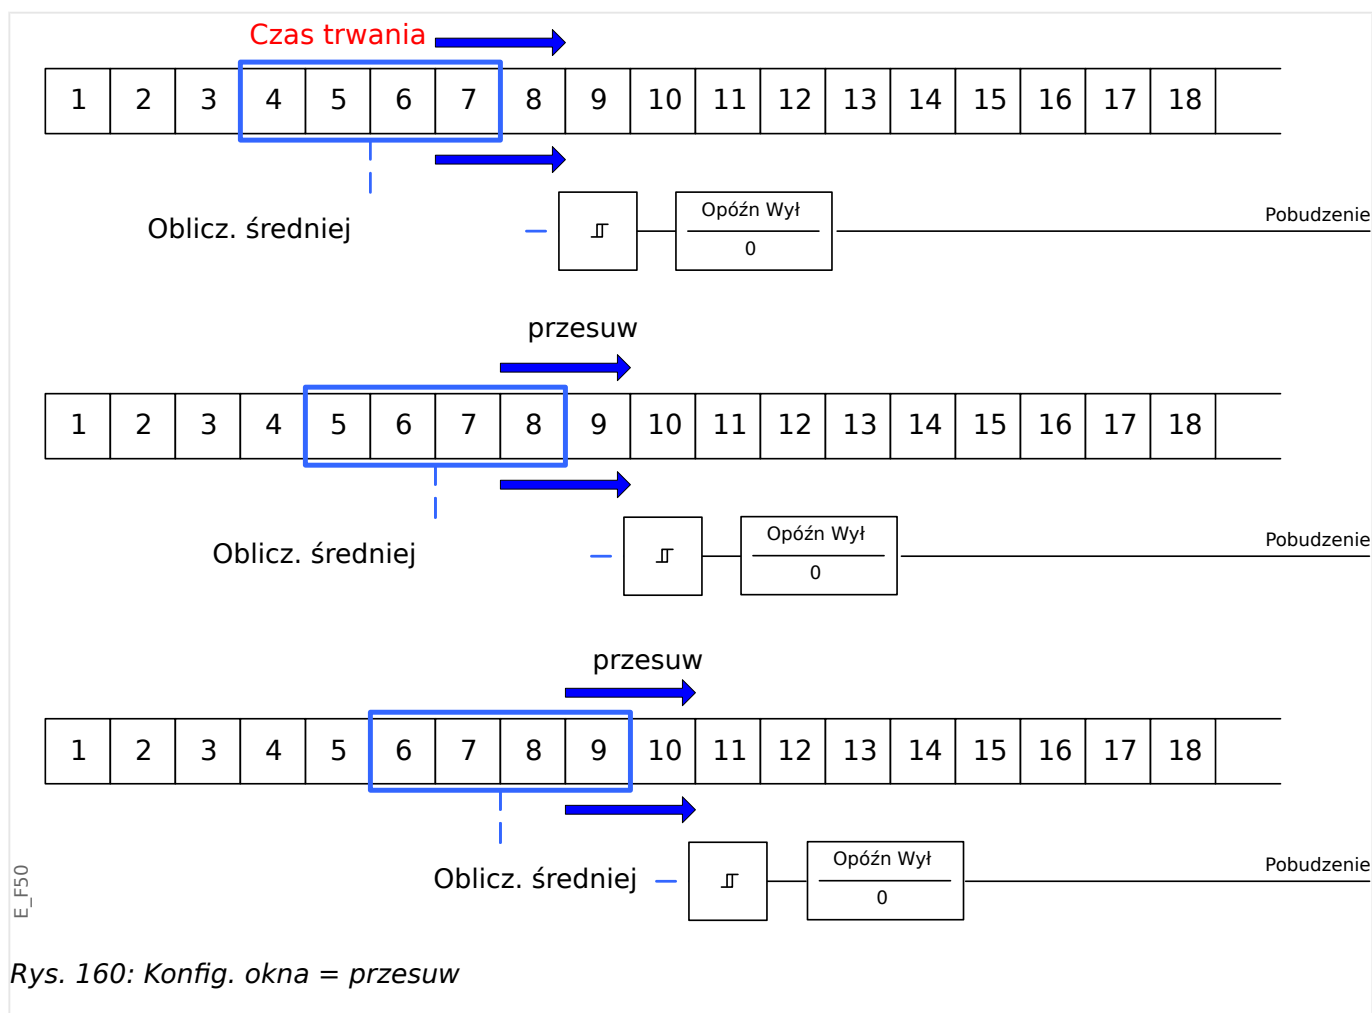 Czas trwania
1 2 3 4 5 6 7 8 9 10 11 12 13 14 15 16 17 18
Oblicz. średniej
Opóźn Wył
0
Pobudzenie
przesuw
1 2 3 4 5 6 7 8 9 10 11 12 13 14 15 16 17 18
Oblicz. średniej
Opóźn Wył
0
Pobudzenie
przesuw
1 2 3 4 5 6 7 8 9 10 11 12 13 14 15 16 17 18
Oblicz. średniej
Opóźn Wył
0
Pobudzenie
E_F50
Rys. 160: Konfig. okna = przesuw